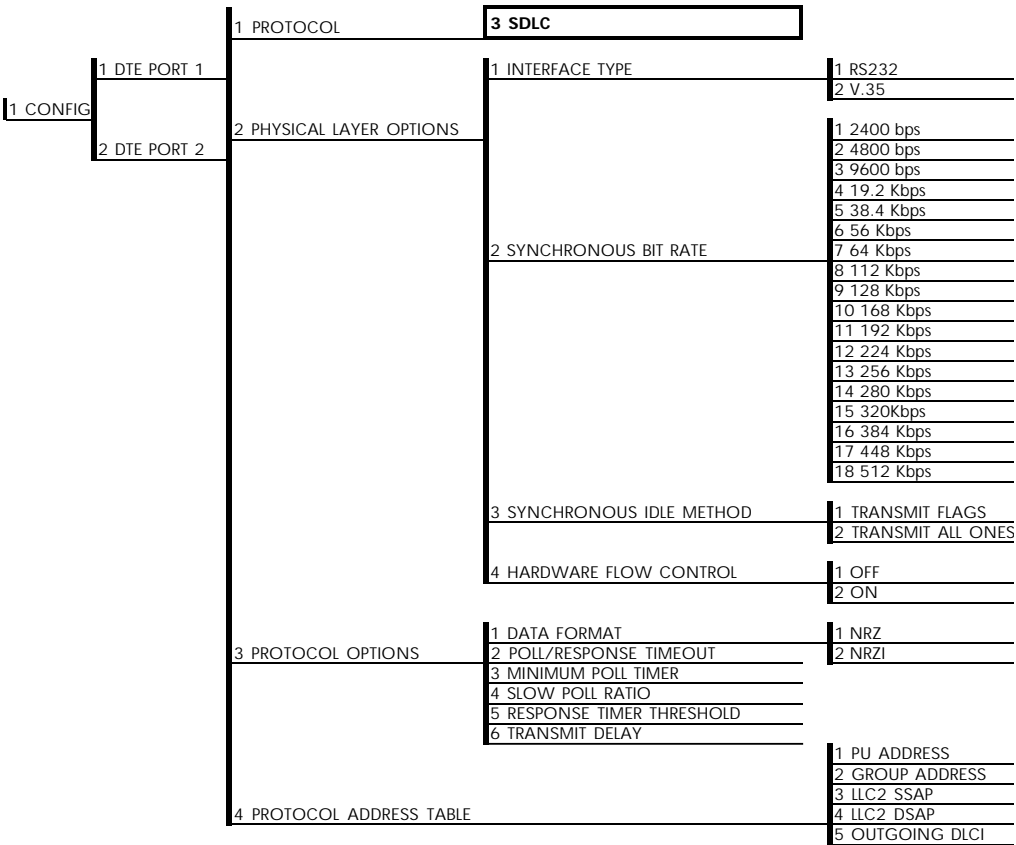 1 PROTOCOL
3 SDLC
1 CONFIG
1 DTE PORT 1
2 DTE PORT 2
2 PHYSICAL LAYER OPTIONS
1 INTERFACE TYPE
1 RS232
2 V.35
2 SYNCHRONOUS BIT RATE
1 2400 bps
2 4800 bps
3 9600 bps
4 19.2 Kbps
5 38.4 Kbps
6 56 Kbps
7 64 Kbps
8 112 Kbps
9 128 Kbps
10 168 Kbps
11 192 Kbps
12 224 Kbps
13 256 Kbps
14 280 Kbps
15 320Kbps
16 384 Kbps
17 448 Kbps
18 512 Kbps
3 SYNCHRONOUS IDLE METHOD
1 TRANSMIT FLAGS
2 TRANSMIT ALL ONES
4 HARDWARE FLOW CONTROL
1 OFF
2 ON
3 PROTOCOL OPTIONS
1 DATA FORMAT
1 NRZ
2 NRZI
2 POLL/RESPONSE TIMEOUT
3 MINIMUM POLL TIMER
4 SLOW POLL RATIO
5 RESPONSE TIMER THRESHOLD
6 TRANSMIT DELAY
4 PROTOCOL ADDRESS TABLE
1 PU ADDRESS
2 GROUP ADDRESS
3 LLC2 SSAP
4 LLC2 DSAP
5 OUTGOING DLCI